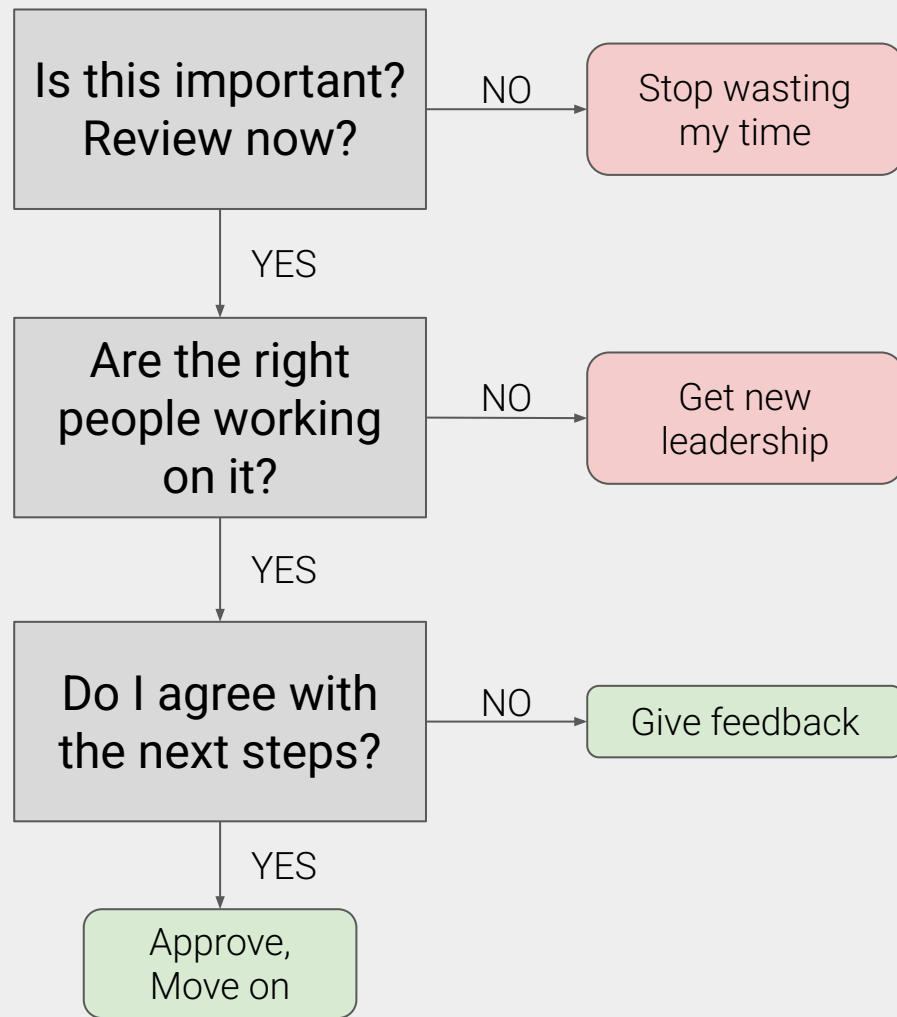 Is this important?
Review now?
NO
Stop wasting
my time
YES
Are the right
people working
on it?
NO
Get new
leadership
YES
Do I agree with
the next steps?
NO
Give feedback
YES
Approve,
Move on